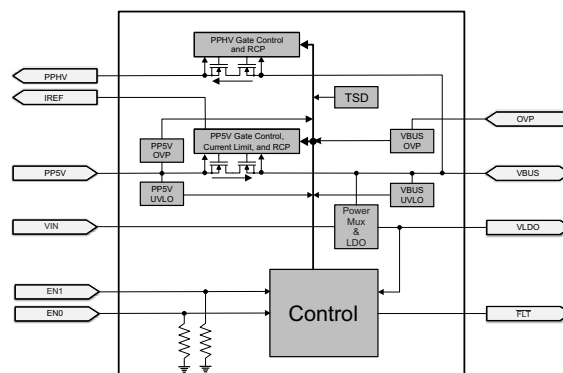 PPHV Gate Control
and RCP
PPHV
IREF
TSD
OVP
PP5V
OVP
PP5V Gate Control,
Current Limit, and RCP
VBUS
OVP
PP5V
VBUS
PP5V
UVLO
VBUS
UVLO
VIN
Power
Mux
&
LDO
VLDO
EN1
EN0
Control
FLT